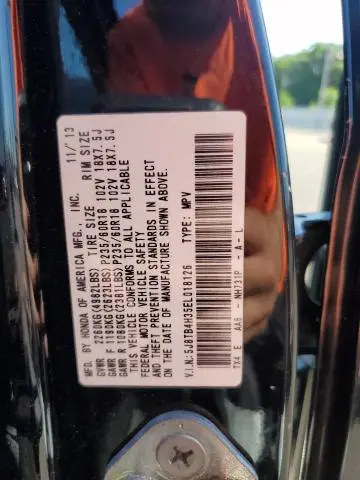 MFD. BY HONDA OF AMERICA MFG., INC. 11/13
TIRE SIZE RIM SIZE
GVWR 2260KG(4982LBS)
GAWR F 1190KG(2623LBS)P235/60R18 102V 18X7.5J
GAWR R 1080KG(2381LBS)P235/60R18 102V 18X7.5J
THIS VEHICLE CONFORMS TO ALL APPLICABLE
FEDERAL MOTOR VEHICLE SAFETY
AND THEFT PREVENTION STANDARDS IN EFFECT
ON THE DATE OF MANUFACTURE SHOWN ABOVE.
V.I.N.:5J8TB4H35EL018126 TYPE: MPV
TX4 E AA6 - NH731P - A - L